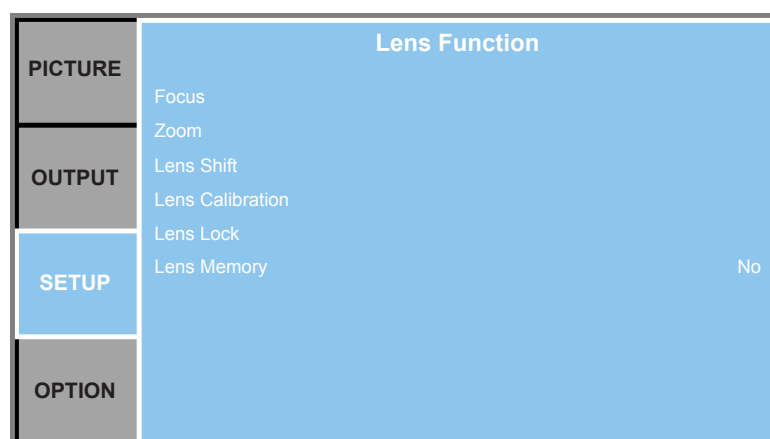 PICTURE
OUTPUT
SETUP
OPTION
Lens Function
Focus
Zoom
Lens Shift
Lens Calibration
Lens Lock
Lens Memory No